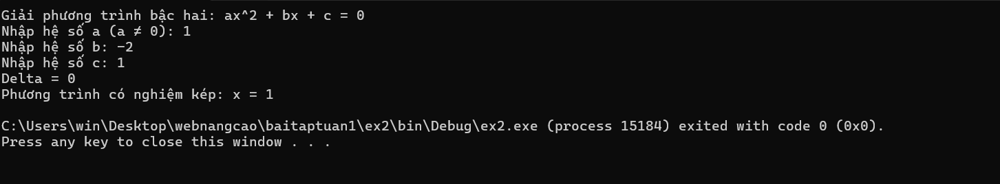 Giải phương trình bậc hai: ax^2 + bx + c = 0
Nhập hệ số a (a ≠ 0): 1
Nhập hệ số b: -2
Nhập hệ số c: 1
Delta = 0
Phương trình có nghiệm kép: x = 1
C:\Users\win\Desktop\webnangcao\baitaptuan1\ex2\bin\Debug\ex2.exe (process 15184) exited with code 0 (0x0).
Press any key to close this window . . .